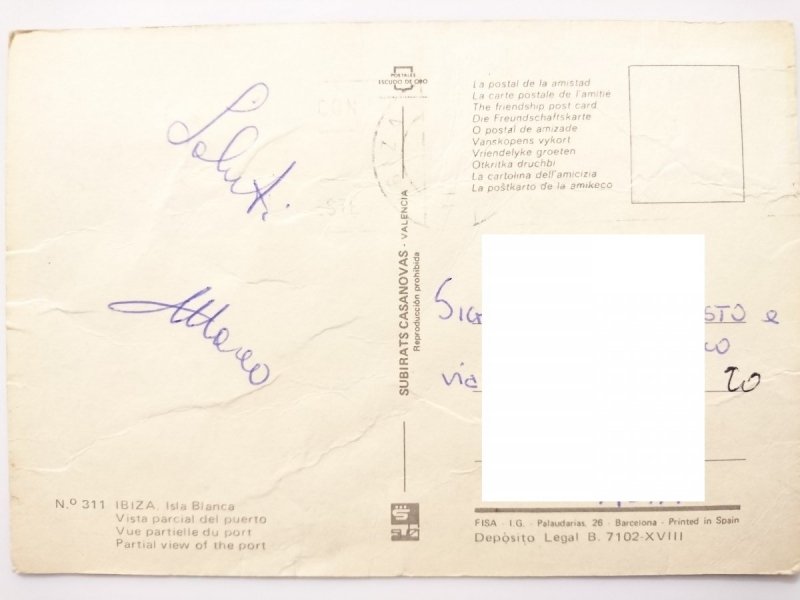 Saluti
Marco
N.º 311 IBIZA. Isla Blanca
Vista parcial del puerto
Vue partielle du port
Partial view of the port
POSTALES
ESCUDO DE ORO
SUBIRATS CASANOVAS - VALENCIA
Reproducción prohibida
La postal de la amistad
La carte postale de l'amitie
The friendship post card
Die Freundschaftskarte
O postal de amizade
Vanskopens vykort
Vriendelyke groeten
Otkritka druchbi
La cartolina dell'amicizia
La poŝtkarto de la amikeco
SIG STO e
CO
via 20
FISA - I.G. - Palaudarias, 26 - Barcelona - Printed in Spain
Depòsito Legal B. 7102-XVIII